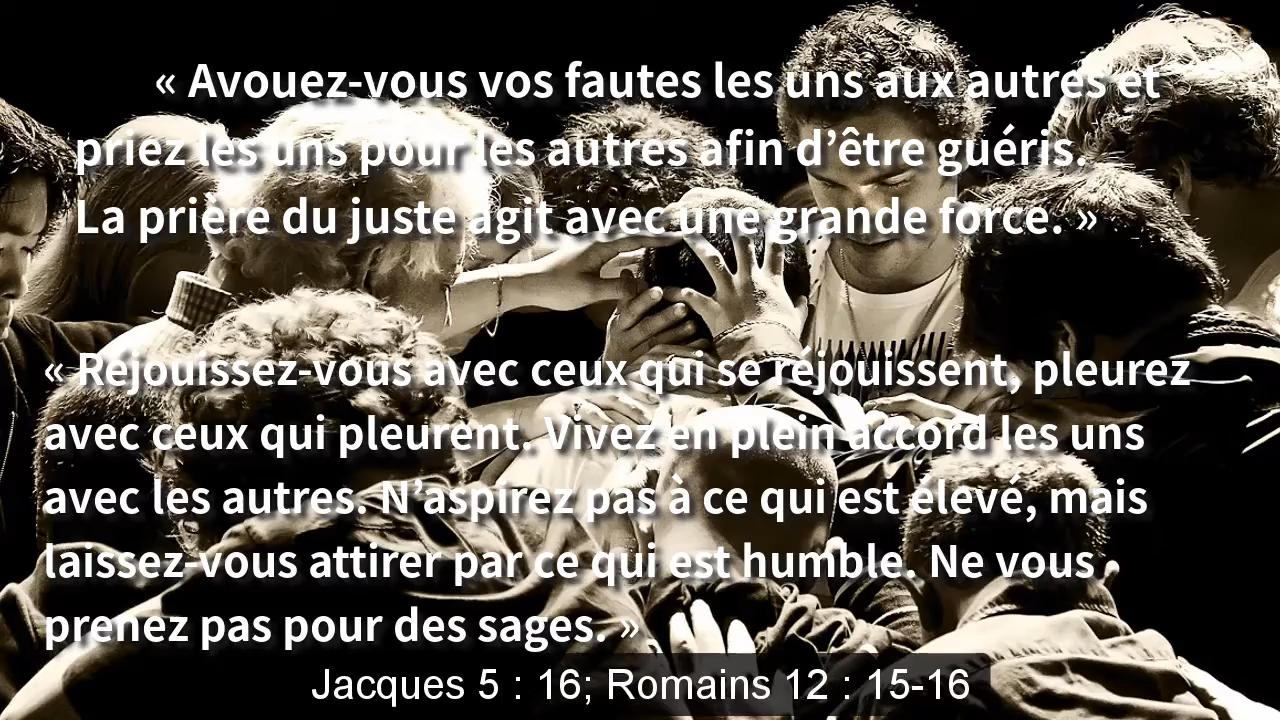 « Avouez-vous vos fautes les uns aux autres et
priez les uns pour les autres afin d’être guéris.
La prière du juste agit avec une grande force. »
« Réjouissez-vous avec ceux qui se réjouissent, pleurez
avec ceux qui pleurent. Vivez en plein accord les uns
avec les autres. N’aspirez pas à ce qui est élevé, mais
laissez-vous attirer par ce qui est humble. Ne vous
prenez pas pour des sages. »
Jacques 5 : 16; Romains 12 : 15-16